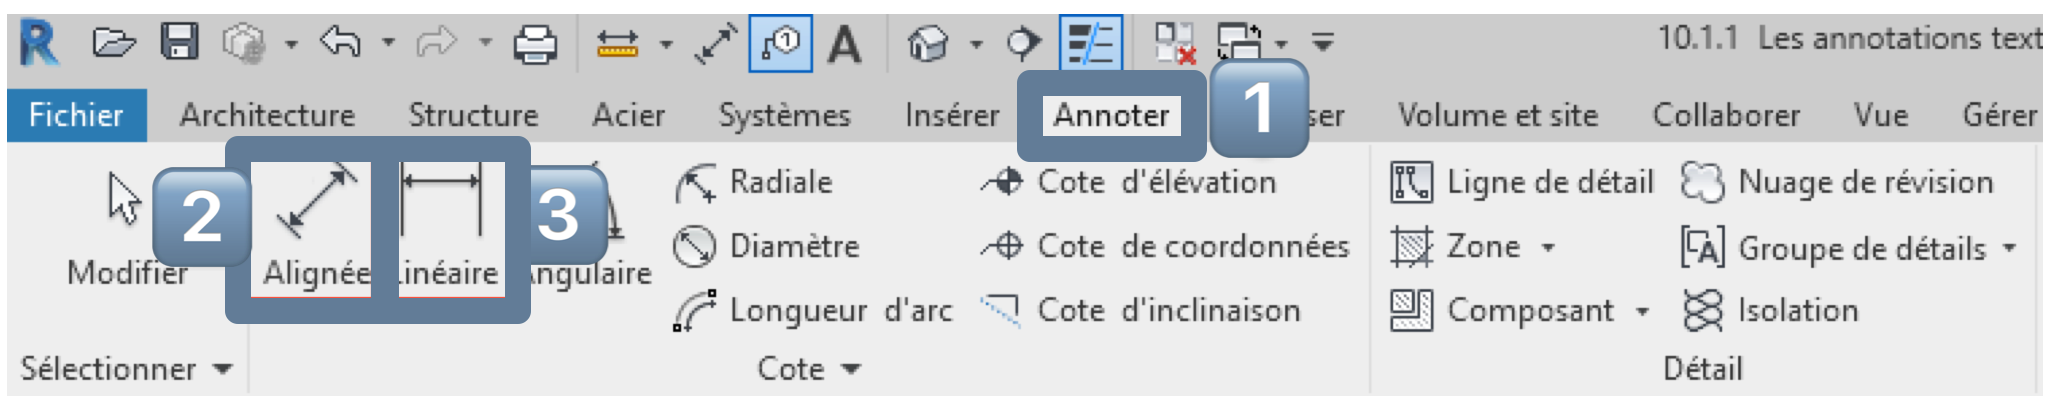 10.1.1 Les annotations text
Fichier Architecture Structure Acier Systèmes Insérer Annoter 1 ser Volume et site Collaborer Vue Gérer
2 3
Radiale Cote d'élévation Ligne de détail Nuage de révision
Diamètre Cote de coordonnées Zone Groupe de détails
Modifier Alignée inéaire ngulaire
Longueur d'arc Cote d'inclinaison Composant Isolation
Sélectionner Cote Détail